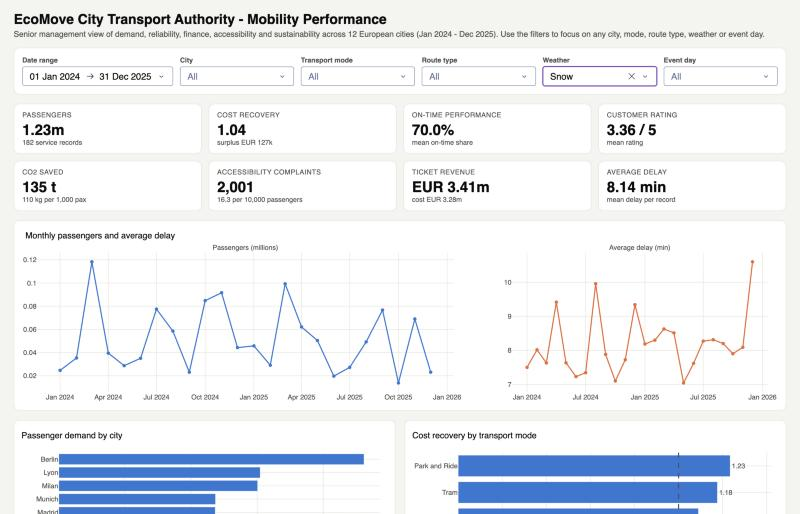 EcoMove City Transport Authority - Mobility Performance
Senior management view of demand, reliability, finance, accessibility and sustainability across 12 European cities (Jan 2024 - Dec 2025). Use the filters to focus on any city, mode, route type, weather or event day.
Date range City Transport mode Route type Weather Event day
01 Jan 2024 → 31 Dec 2025 All All All Snow All
PASSENGERS COST RECOVERY ON-TIME PERFORMANCE CUSTOMER RATING
1.23m 1.04 70.0% 3.36 / 5
182 service records surplus EUR 127k mean on-time share mean rating
CO2 SAVED ACCESSIBILITY COMPLAINTS TICKET REVENUE AVERAGE DELAY
135 t 2,001 EUR 3.41m 8.14 min
110 kg per 1,000 pax 16.3 per 10,000 passengers cost EUR 3.28m mean delay per record
Monthly passengers and average delay
Passengers (millions) Average delay (min)
0.12
0.1
0.08
0.06
0.04
0.02
Jan 2024 Apr 2024 Jul 2024 Oct 2024 Jan 2025 Apr 2025 Jul 2025 Oct 2025 Jan 2026
10
9
8
7
Jan 2024 Jul 2024 Jan 2025 Jul 2025 Jan 2026
Passenger demand by city
Berlin
Lyon
Milan
Munich
Madrid
Cost recovery by transport mode
Park and Ride 1.23
Tram 1.18